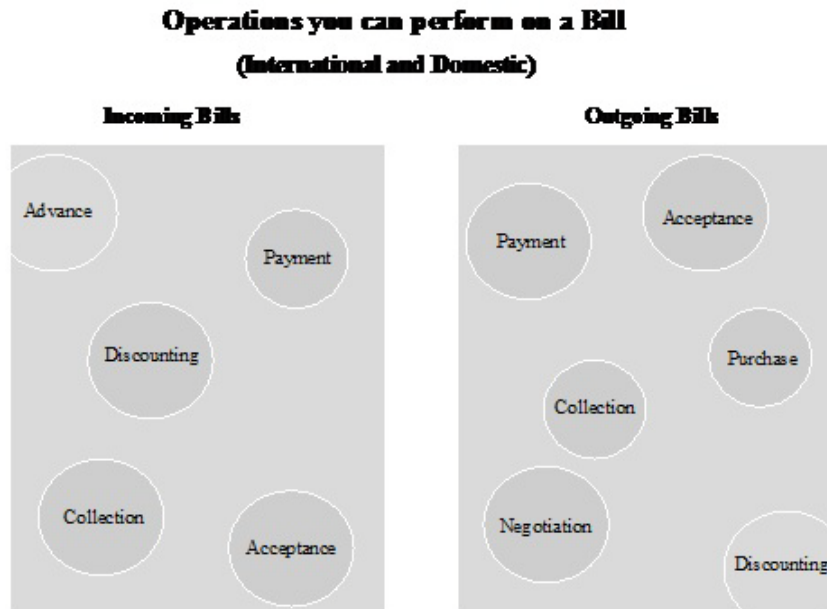 Operations you can perform on a Bill
(International and Domestic)
Incoming Bills
Outgoing Bills
Advance
Payment
Discounting
Collection
Acceptance
Payment
Acceptance
Purchase
Collection
Negotiation
Discounting